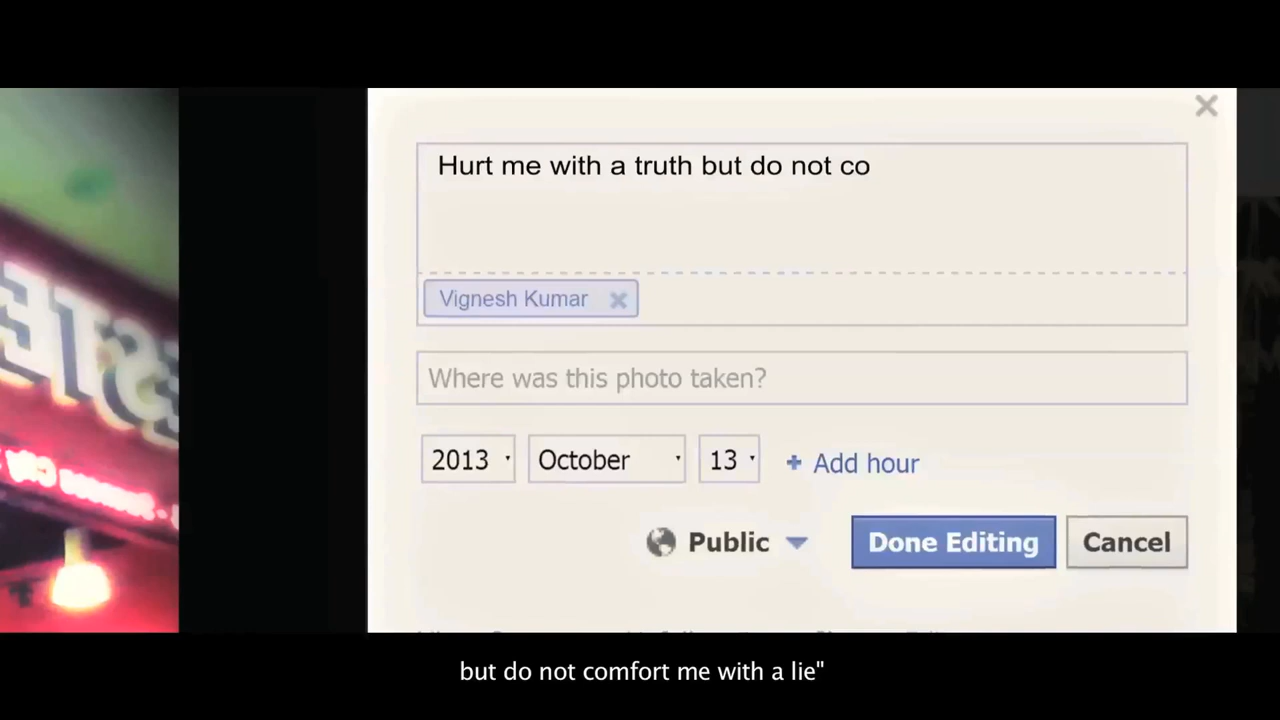 Hurt me with a truth but do not co
Vignesh Kumar
Where was this photo taken?
2013 October 13 + Add hour
Public Done Editing Cancel
but do not comfort me with a lie"